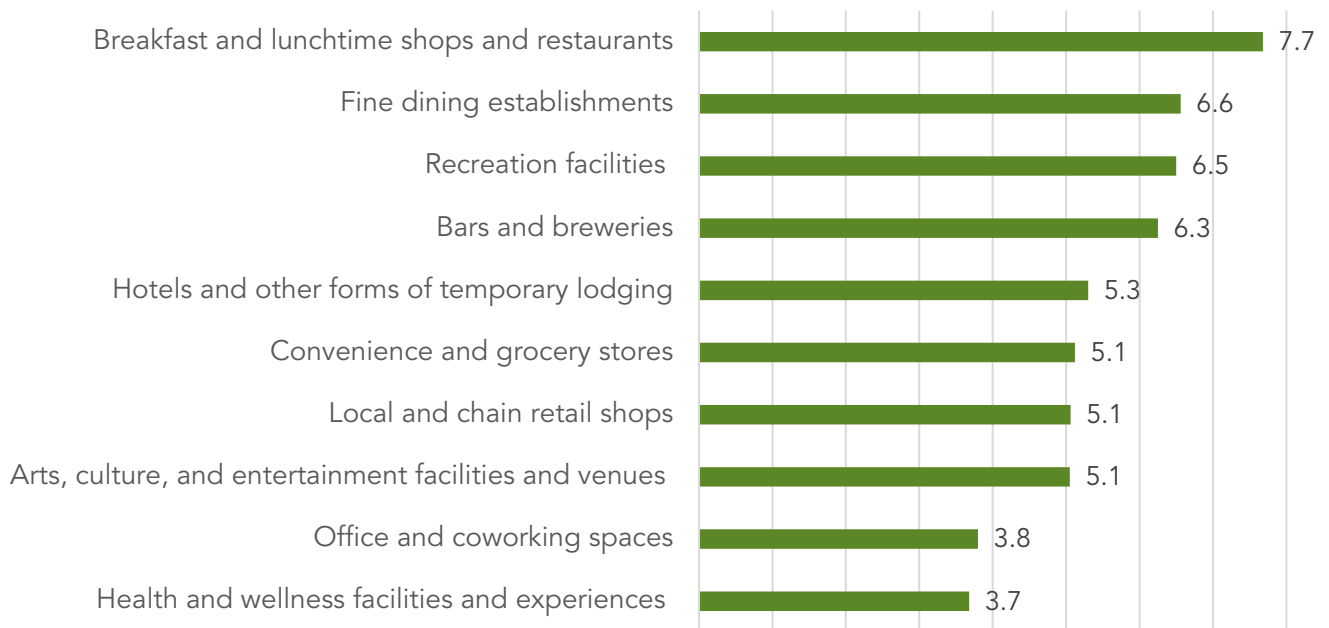 Breakfast and lunchtime shops and restaurants 7.7
Fine dining establishments 6.6
Recreation facilities 6.5
Bars and breweries 6.3
Hotels and other forms of temporary lodging 5.3
Convenience and grocery stores 5.1
Local and chain retail shops 5.1
Arts, culture, and entertainment facilities and venues 5.1
Office and coworking spaces 3.8
Health and wellness facilities and experiences 3.7